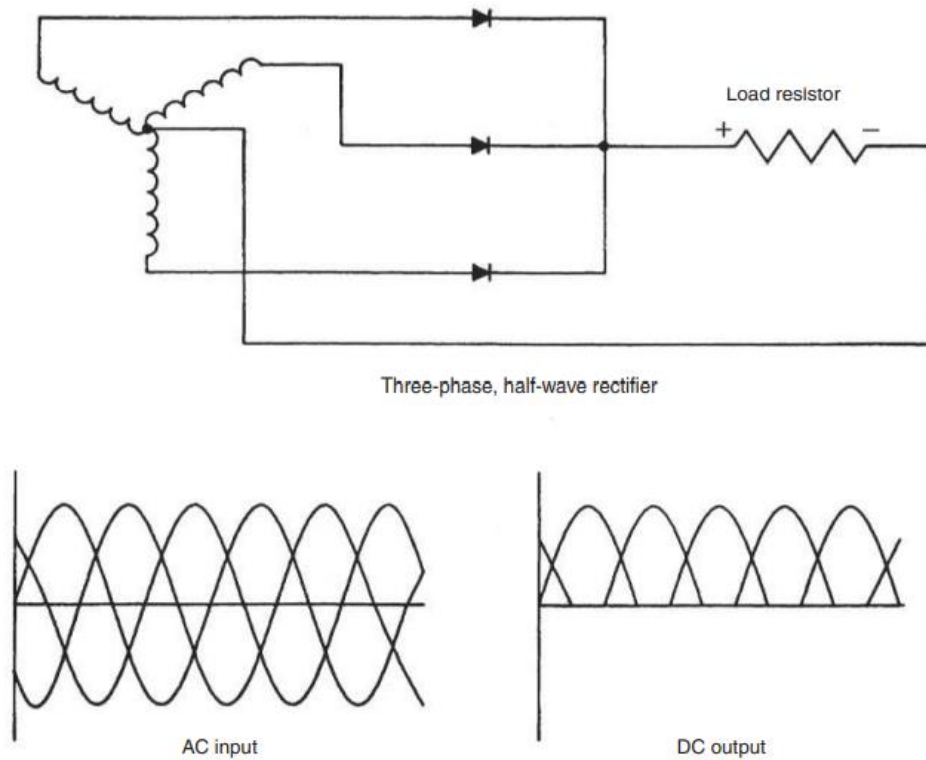 Load resistor
+ −
Three-phase, half-wave rectifier
AC input
DC output